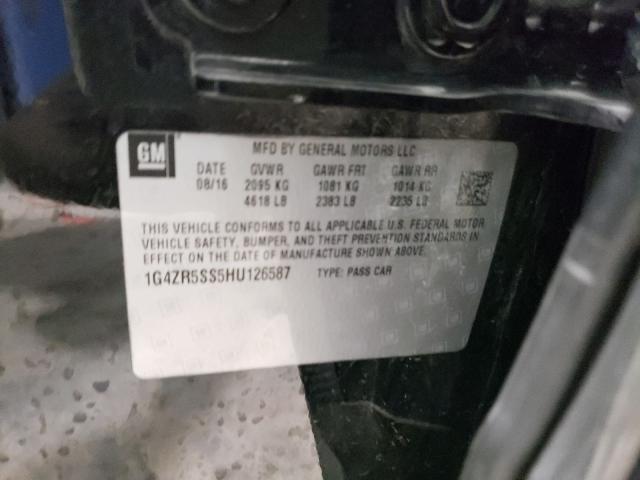 GM
MFD BY GENERAL MOTORS LLC
DATE GVWR GAWR FRT GAWR RR
08/16 2095 KG 1081 KG 1014 KG
4618 LB 2383 LB 2235 LB
THIS VEHICLE CONFORMS TO ALL APPLICABLE U.S. FEDERAL MOTOR
VEHICLE SAFETY, BUMPER, AND THEFT PREVENTION STANDARDS IN
EFFECT ON THE DATE OF MANUFACTURE SHOWN ABOVE.
1G4ZR5SS5HU126587 TYPE: PASS CAR